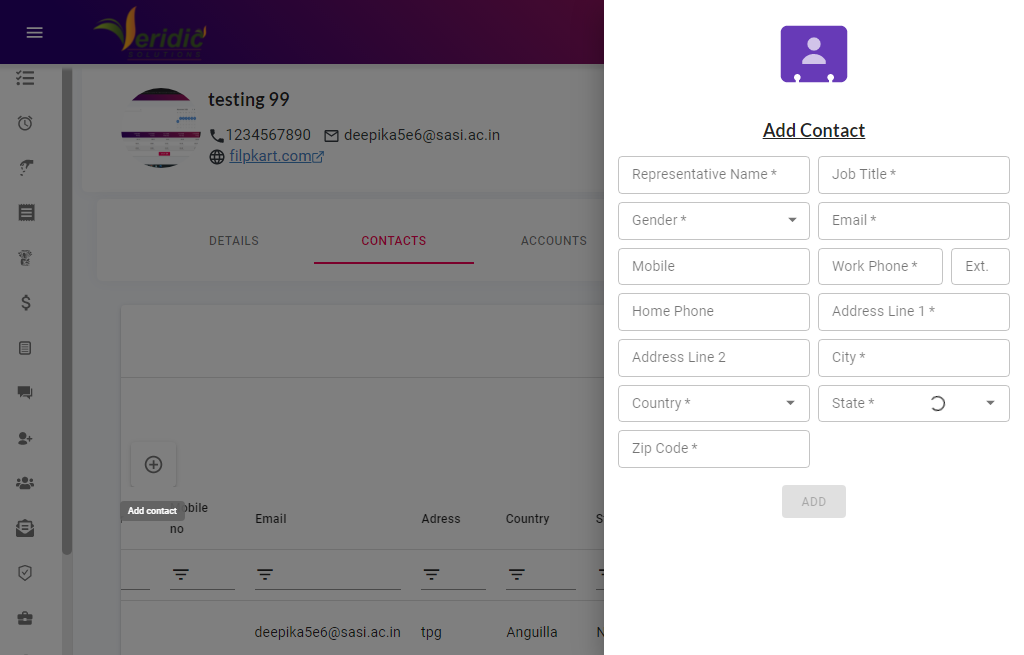 Veridic
SOLUTIONS
testing 99
1234567890 deepika5e6@sasi.ac.in
filpkart.com
DETAILS CONTACTS ACCOUNTS
Add contact
no
Email
Adress
Country
deepika5e6@sasi.ac.in tpg Anguilla N
Add Contact
Representative Name * Job Title *
Gender * Email *
Mobile Work Phone * Ext.
Home Phone Address Line 1 *
Address Line 2 City *
Country * State *
Zip Code *
ADD